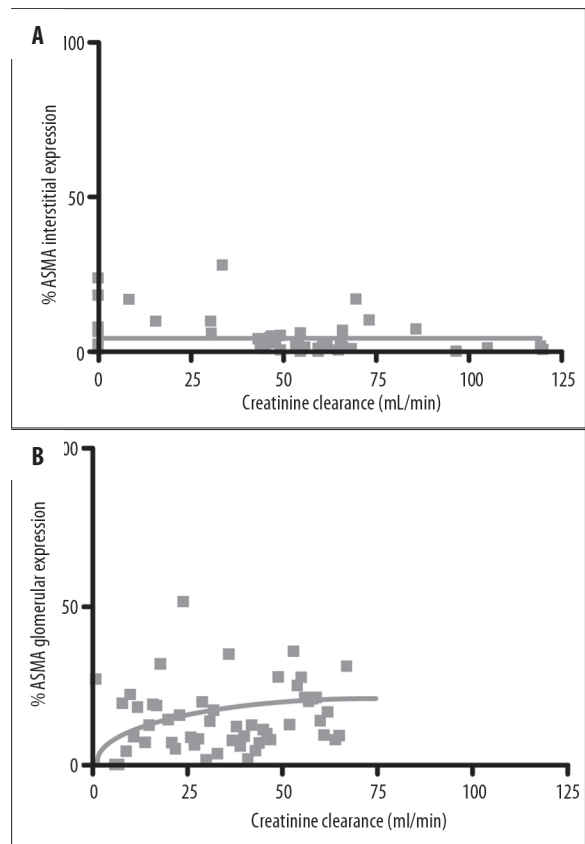 A
100
50
0
% ASMA interstitial expression
0 25 50 75 100 125
Creatinine clearance (mL/min)
B
00
50
0
% ASMA glomerular expression
0 25 50 75 100 125
Creatinine clearance (ml/min)